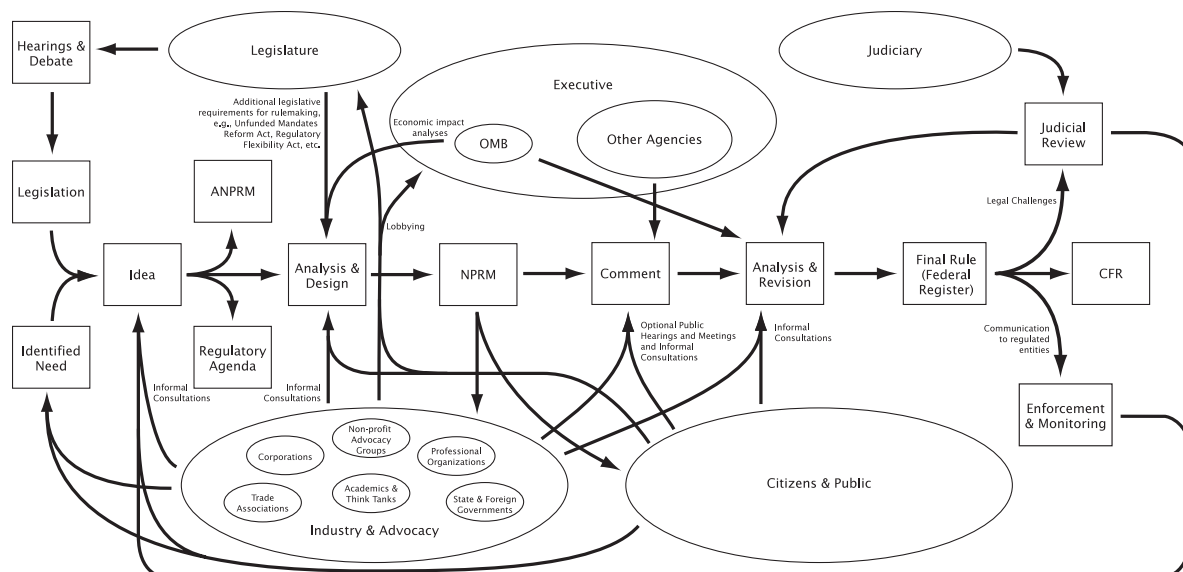 Hearings &
Debate
Legislature
Judiciary
Executive
Additional legislative
requirements for rulemaking,
e.g., Unfunded Mandates
Reform Act, Regulatory
Flexibility Act, etc.
Economic impact
analyses
OMB
Other Agencies
Judicial
Review
Legislation
ANPRM
Lobbying
Legal Challenges
Idea
Analysis &
Design
NPRM
Comment
Analysis &
Revision
Final Rule
(Federal
Register)
CFR
Identified
Need
Regulatory
Agenda
Optional Public
Hearings and Meetings
and Informal
Consultations
Informal
Consultations
Communication
to regulated
entities
Informal
Consultations
Informal
Consultations
Enforcement
& Monitoring
Corporations
Non-profit
Advocacy
Groups
Professional
Organizations
Trade
Associations
Academics &
Think Tanks
State & Foreign
Governments
Industry & Advocacy
Citizens & Public